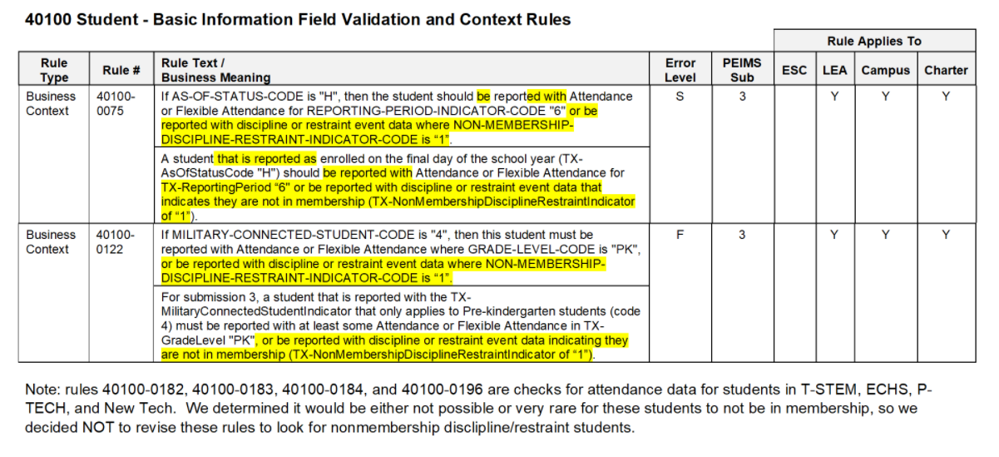 40100 Student - Basic Information Field Validation and Context Rules
Rule Applies To
Rule Type Rule # Rule Text / Business Meaning Error Level PEIMS Sub ESC LEA Campus Charter
Business Context 40100-0075
If AS-OF-STATUS-CODE is "H", then the student should be reported with Attendance
or Flexible Attendance for REPORTING-PERIOD-INDICATOR-CODE "6" or be
reported with discipline or restraint event data where NON-MEMBERSHIP-
DISCIPLINE-RESTRAINT-INDICATOR-CODE is “1”.
S 3 Y Y Y
A student that is reported as enrolled on the final day of the school year (TX-
AsOfStatusCode "H") should be reported with Attendance or Flexible Attendance for
TX-ReportingPeriod “6" or be reported with discipline or restraint event data that
indicates they are not in membership (TX-NonMembershipDisciplineRestraintIndicator
of “1”).
Business Context 40100-0122
If MILITARY-CONNECTED-STUDENT-CODE is "4", then this student must be
reported with Attendance or Flexible Attendance where GRADE-LEVEL-CODE is "PK",
or be reported with discipline or restraint event data where NON-MEMBERSHIP-
DISCIPLINE-RESTRAINT-INDICATOR-CODE is “1”.
F 3 Y Y Y
For submission 3, a student that is reported with the TX-
MilitaryConnectedStudentIndicator that only applies to Pre-kindergarten students (code
4) must be reported with at least some Attendance or Flexible Attendance in TX-
GradeLevel "PK", or be reported with discipline or restraint event data indicating they
are not in membership (TX-NonMembershipDisciplineRestraintIndicator of “1”).
Note: rules 40100-0182, 40100-0183, 40100-0184, and 40100-0196 are checks for attendance data for students in T-STEM, ECHS, P-
TECH, and New Tech.  We determined it would be either not possible or very rare for these students to not be in membership, so we
decided NOT to revise these rules to look for nonmembership disclipline/restraint students.